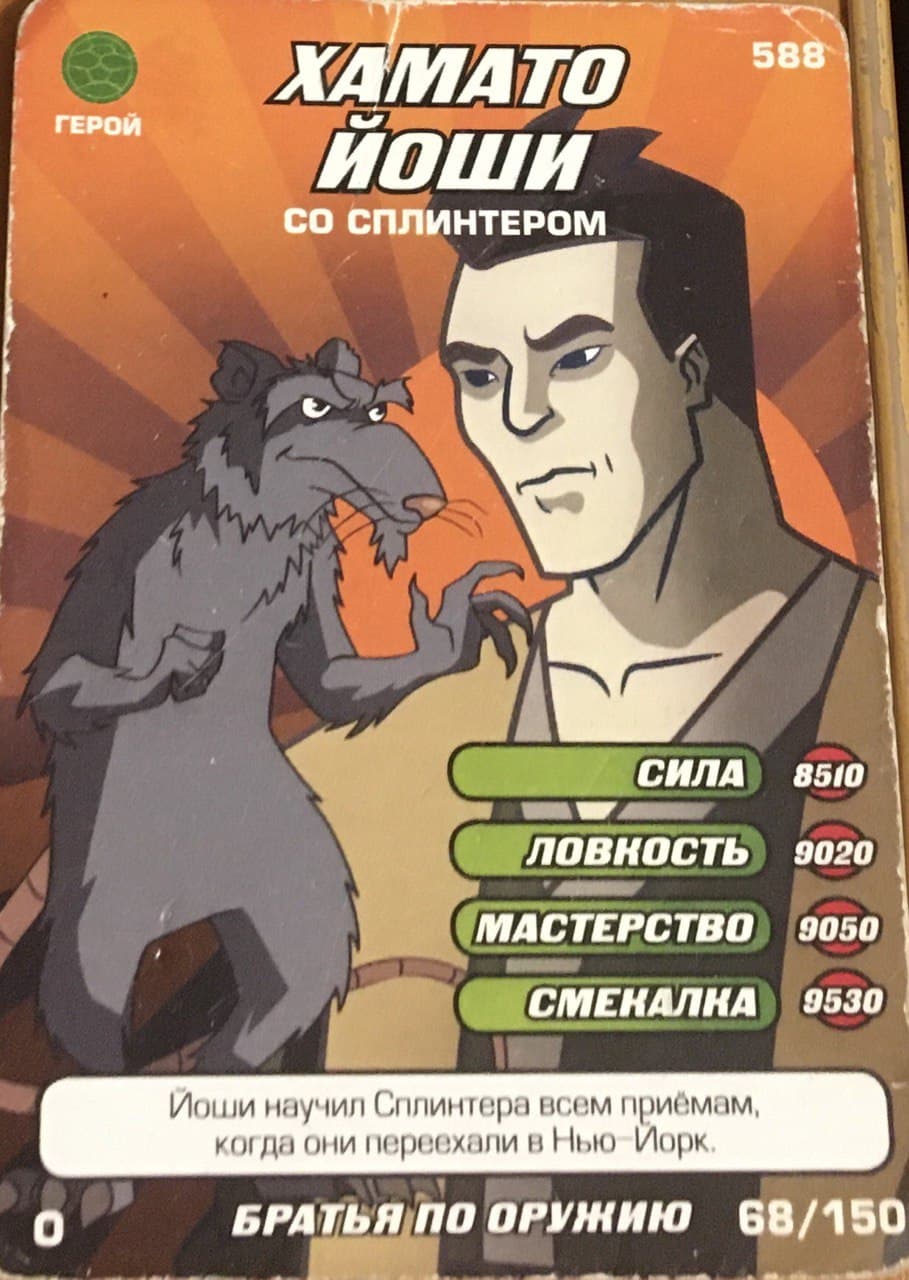 ХАМАТО
ЙОШИ
СО СПЛИНТЕРОМ
588
ГЕРОЙ
СИЛА 8510
ЛОВКОСТЬ 9020
МАСТЕРСТВО 9050
СМЕКАЛКА 9530
Йоши научил Сплинтера всем приёмам,
когда они переехали в Нью-Йорк.
0 БРАТЬЯ ПО ОРУЖИЮ 68/150